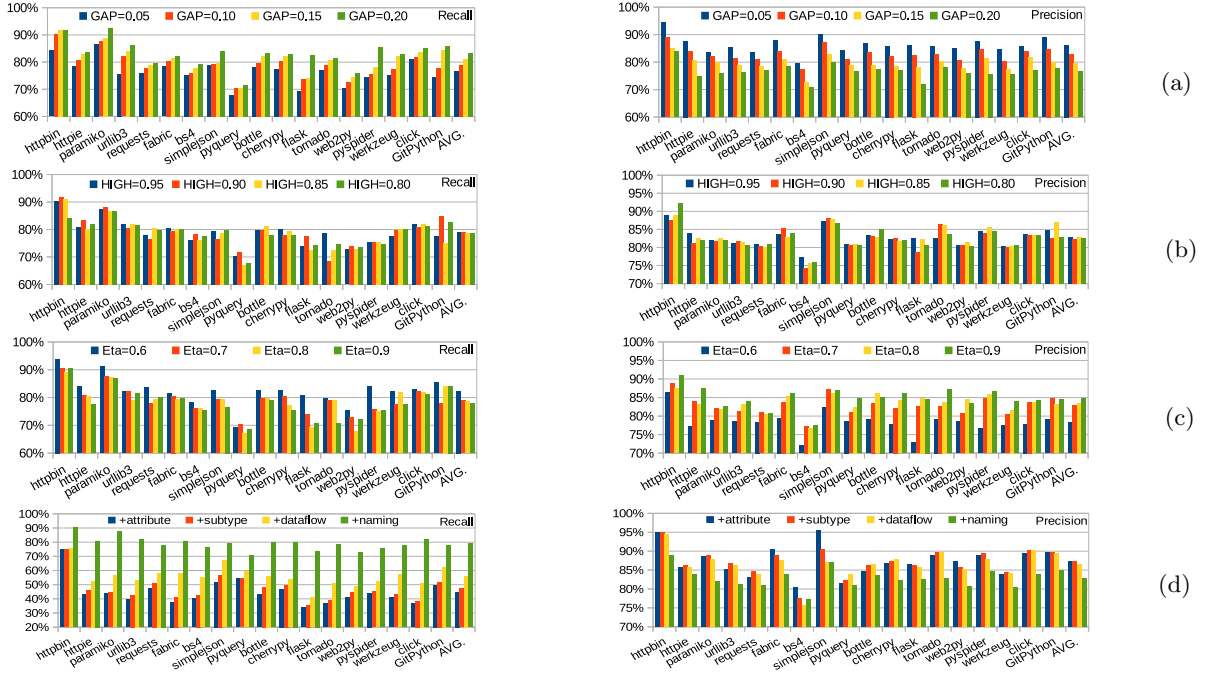 GAP=0.05 GAP=0.10 GAP=0.15 GAP=0.20 Recall
100%
90%
80%
70%
60%
httpbin httpie paramiko urllib3 requests fabric bs4 simplejson pyquery bottle cherrypy flask tornado web2py pyspider werkzeug click GitPython AVG.
GAP=0.05 GAP=0.10 GAP=0.15 GAP=0.20 Precision
100%
95%
90%
85%
80%
75%
70%
65%
60%
httpbin httpie paramiko urllib3 requests fabric bs4 simplejson pyquery bottle cherrypy flask tornado web2py pyspider werkzeug click GitPython AVG.
(a)
HIGH=0.95 HIGH=0.90 HIGH=0.85 HIGH=0.80 Recall
100%
90%
80%
70%
60%
httpbin httpie paramiko urllib3 requests fabric bs4 simplejson pyquery bottle cherrypy flask tornado web2py pyspider werkzeug click GitPython AVG.
HIGH=0.95 HIGH=0.90 HIGH=0.85 HIGH=0.80 Precision
100%
95%
90%
85%
80%
75%
70%
httpbin httpie paramiko urllib3 requests fabric bs4 simplejson pyquery bottle cherrypy flask tornado web2py pyspider werkzeug click GitPython AVG.
(b)
Eta=0.6 Eta=0.7 Eta=0.8 Eta=0.9 Recall
100%
90%
80%
70%
60%
httpbin httpie paramiko urllib3 requests fabric bs4 simplejson pyquery bottle cherrypy flask tornado web2py pyspider werkzeug click GitPython AVG.
Eta=0.6 Eta=0.7 Eta=0.8 Eta=0.9 Precision
100%
95%
90%
85%
80%
75%
70%
httpbin httpie paramiko urllib3 requests fabric bs4 simplejson pyquery bottle cherrypy flask tornado web2py pyspider werkzeug click GitPython AVG.
(c)
+attribute +subtype +dataflow +naming Recall
100%
90%
80%
70%
60%
50%
40%
30%
20%
httpbin httpie paramiko urllib3 requests fabric bs4 simplejson pyquery bottle cherrypy flask tornado web2py pyspider werkzeug click GitPython AVG.
+attribute +subtype +dataflow +naming Precision
100%
95%
90%
85%
80%
75%
70%
httpbin httpie paramiko urllib3 requests fabric bs4 simplejson pyquery bottle cherrypy flask tornado web2py pyspider werkzeug click GitPython AVG.
(d)